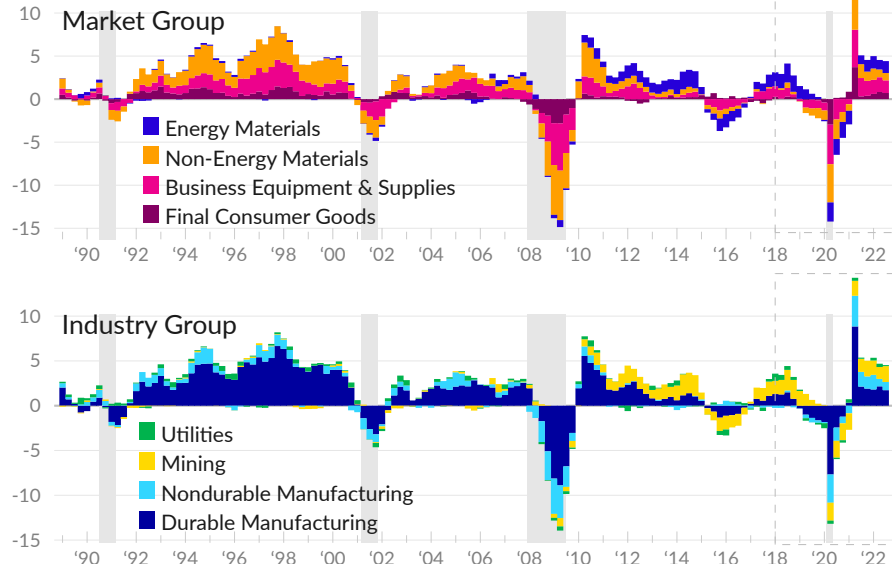 Market Group
10
5
0
-5
-10
-15
Energy Materials
Non-Energy Materials
Business Equipment & Supplies
Final Consumer Goods
‘90 ‘92 ‘94 ‘96 ‘98 ‘00 ‘02 ‘04 ‘06 ‘08 ‘10 ‘12 ‘14 ‘16 ‘18 ‘20 ‘22
Industry Group
10
5
0
-5
-10
-15
Utilities
Mining
Nondurable Manufacturing
Durable Manufacturing
‘90 ‘92 ‘94 ‘96 ‘98 ‘00 ‘02 ‘04 ‘06 ‘08 ‘10 ‘12 ‘14 ‘16 ‘18 ‘20 ‘22